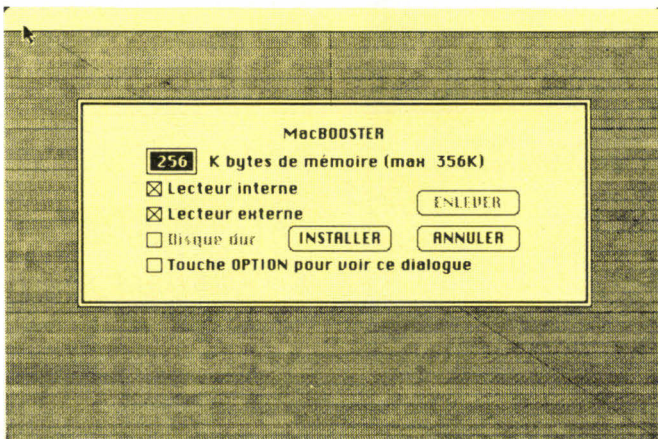 MacBOOSTER
256 K bytes de mémoire (max 356K)
Lecteur interne
Lecteur externe
ENLEVER
Disque dur
INSTALLER
ANNULER
Touche OPTION pour voir ce dialogue